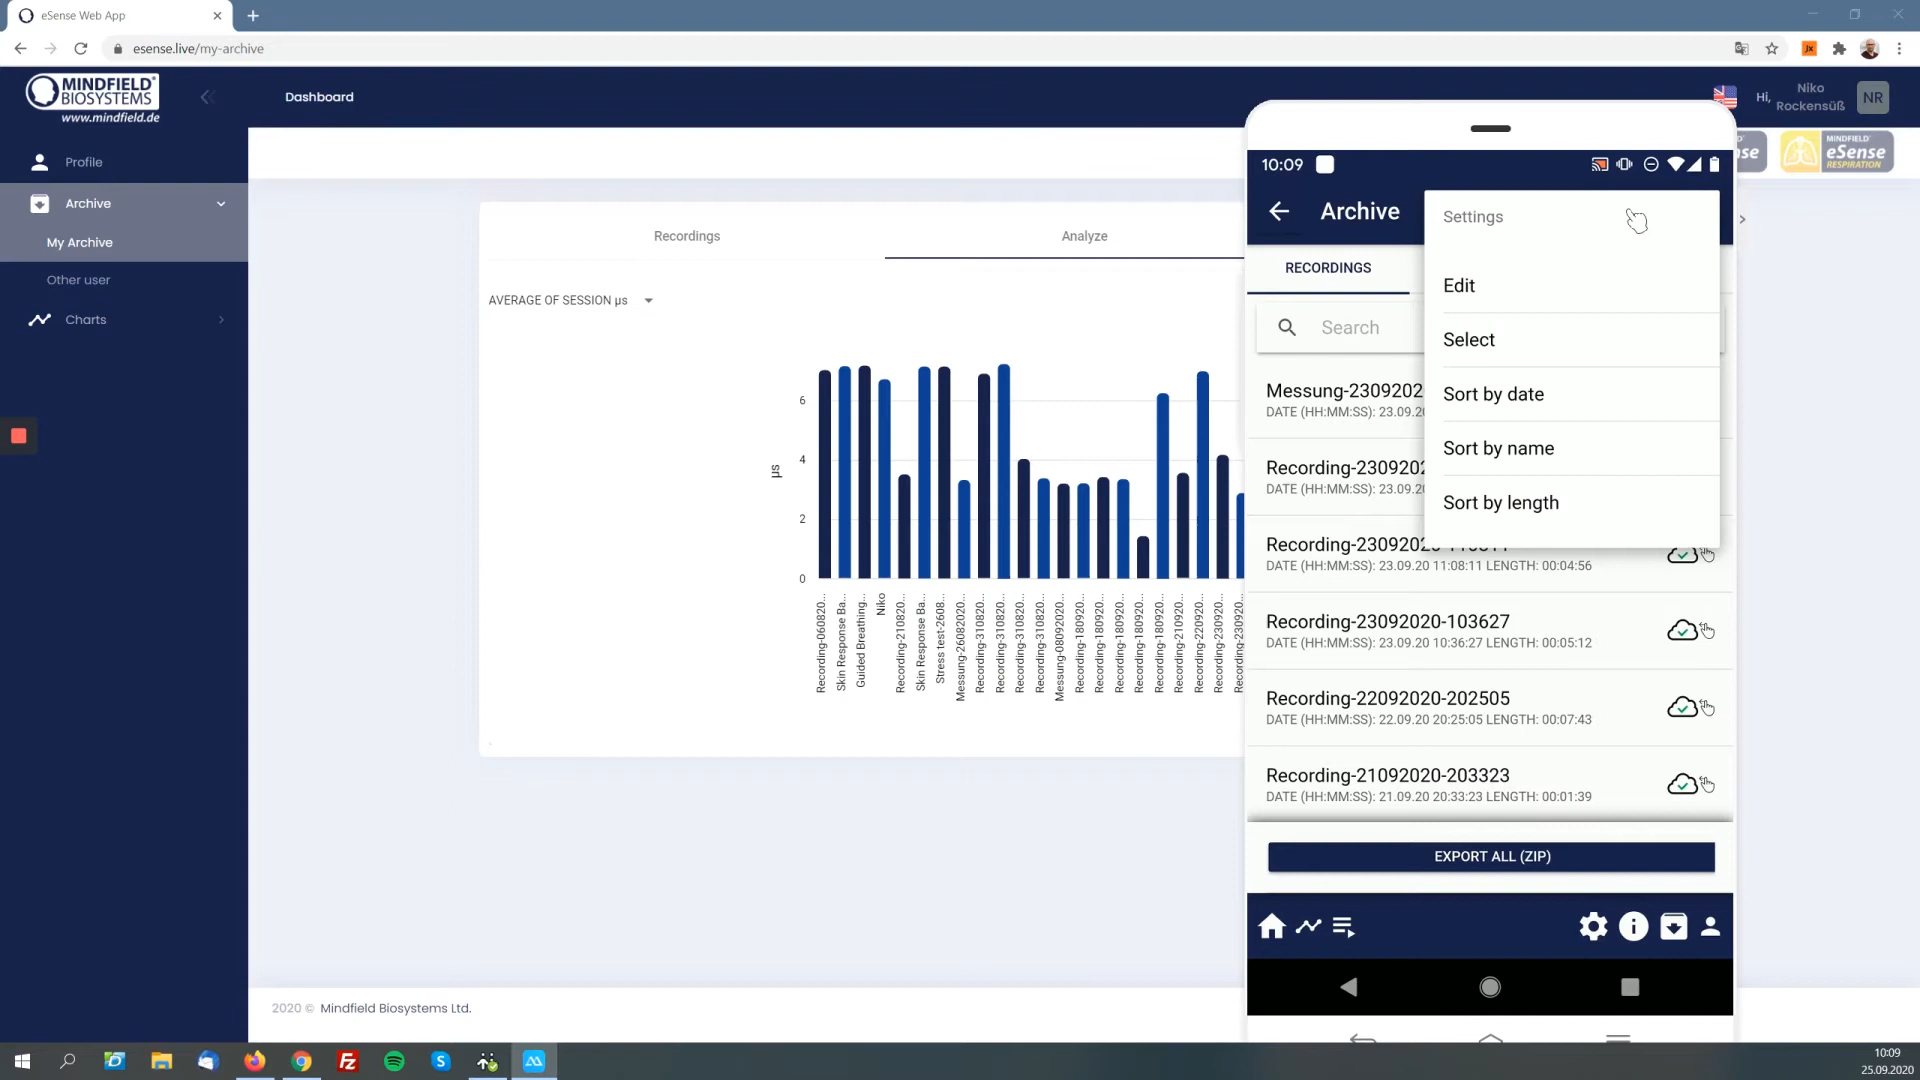 eSense Web App
esense.live/my-archive
MINDFIELD®
BIOSYSTEMS
www.mindfield.de
Dashboard
Hi,
Niko
Rockensüß
NR
MINDFIELD®
eSense
RESPIRATION
Profile
Archive
My Archive
Other user
Charts
Recordings
Analyze
AVERAGE OF SESSION µs
µs
6
4
2
0
Recording-060820...
Skin Response Ba...
Guided Breathing...
Niko
Recording-210820...
Skin Response Ba...
Stress test-2608...
Messung-26082020...
Recording-310820...
Recording-310820...
Recording-310820...
Recording-310820...
Messung-08092020...
Recording-180920...
Recording-180920...
Recording-180920...
Recording-180920...
Recording-180920...
Recording-210920...
Recording-220920...
Recording-230920...
Recording-230920...
10:09
Archive
Settings
Edit
Select
Sort by date
Sort by name
Sort by length
RECORDINGS
Search
Messung-2309202
DATE (HH:MM:SS): 23.09.2
Recording-230920
DATE (HH:MM:SS): 23.09.2
Recording-23092020-110811
DATE (HH:MM:SS): 23.09.20 11:08:11 LENGTH: 00:04:56
Recording-23092020-103627
DATE (HH:MM:SS): 23.09.20 10:36:27 LENGTH: 00:05:12
Recording-22092020-202505
DATE (HH:MM:SS): 22.09.20 20:25:05 LENGTH: 00:07:43
Recording-21092020-203323
DATE (HH:MM:SS): 21.09.20 20:33:23 LENGTH: 00:01:39
EXPORT ALL (ZIP)
2020 © Mindfield Biosystems Ltd.
10:09
25.09.2020